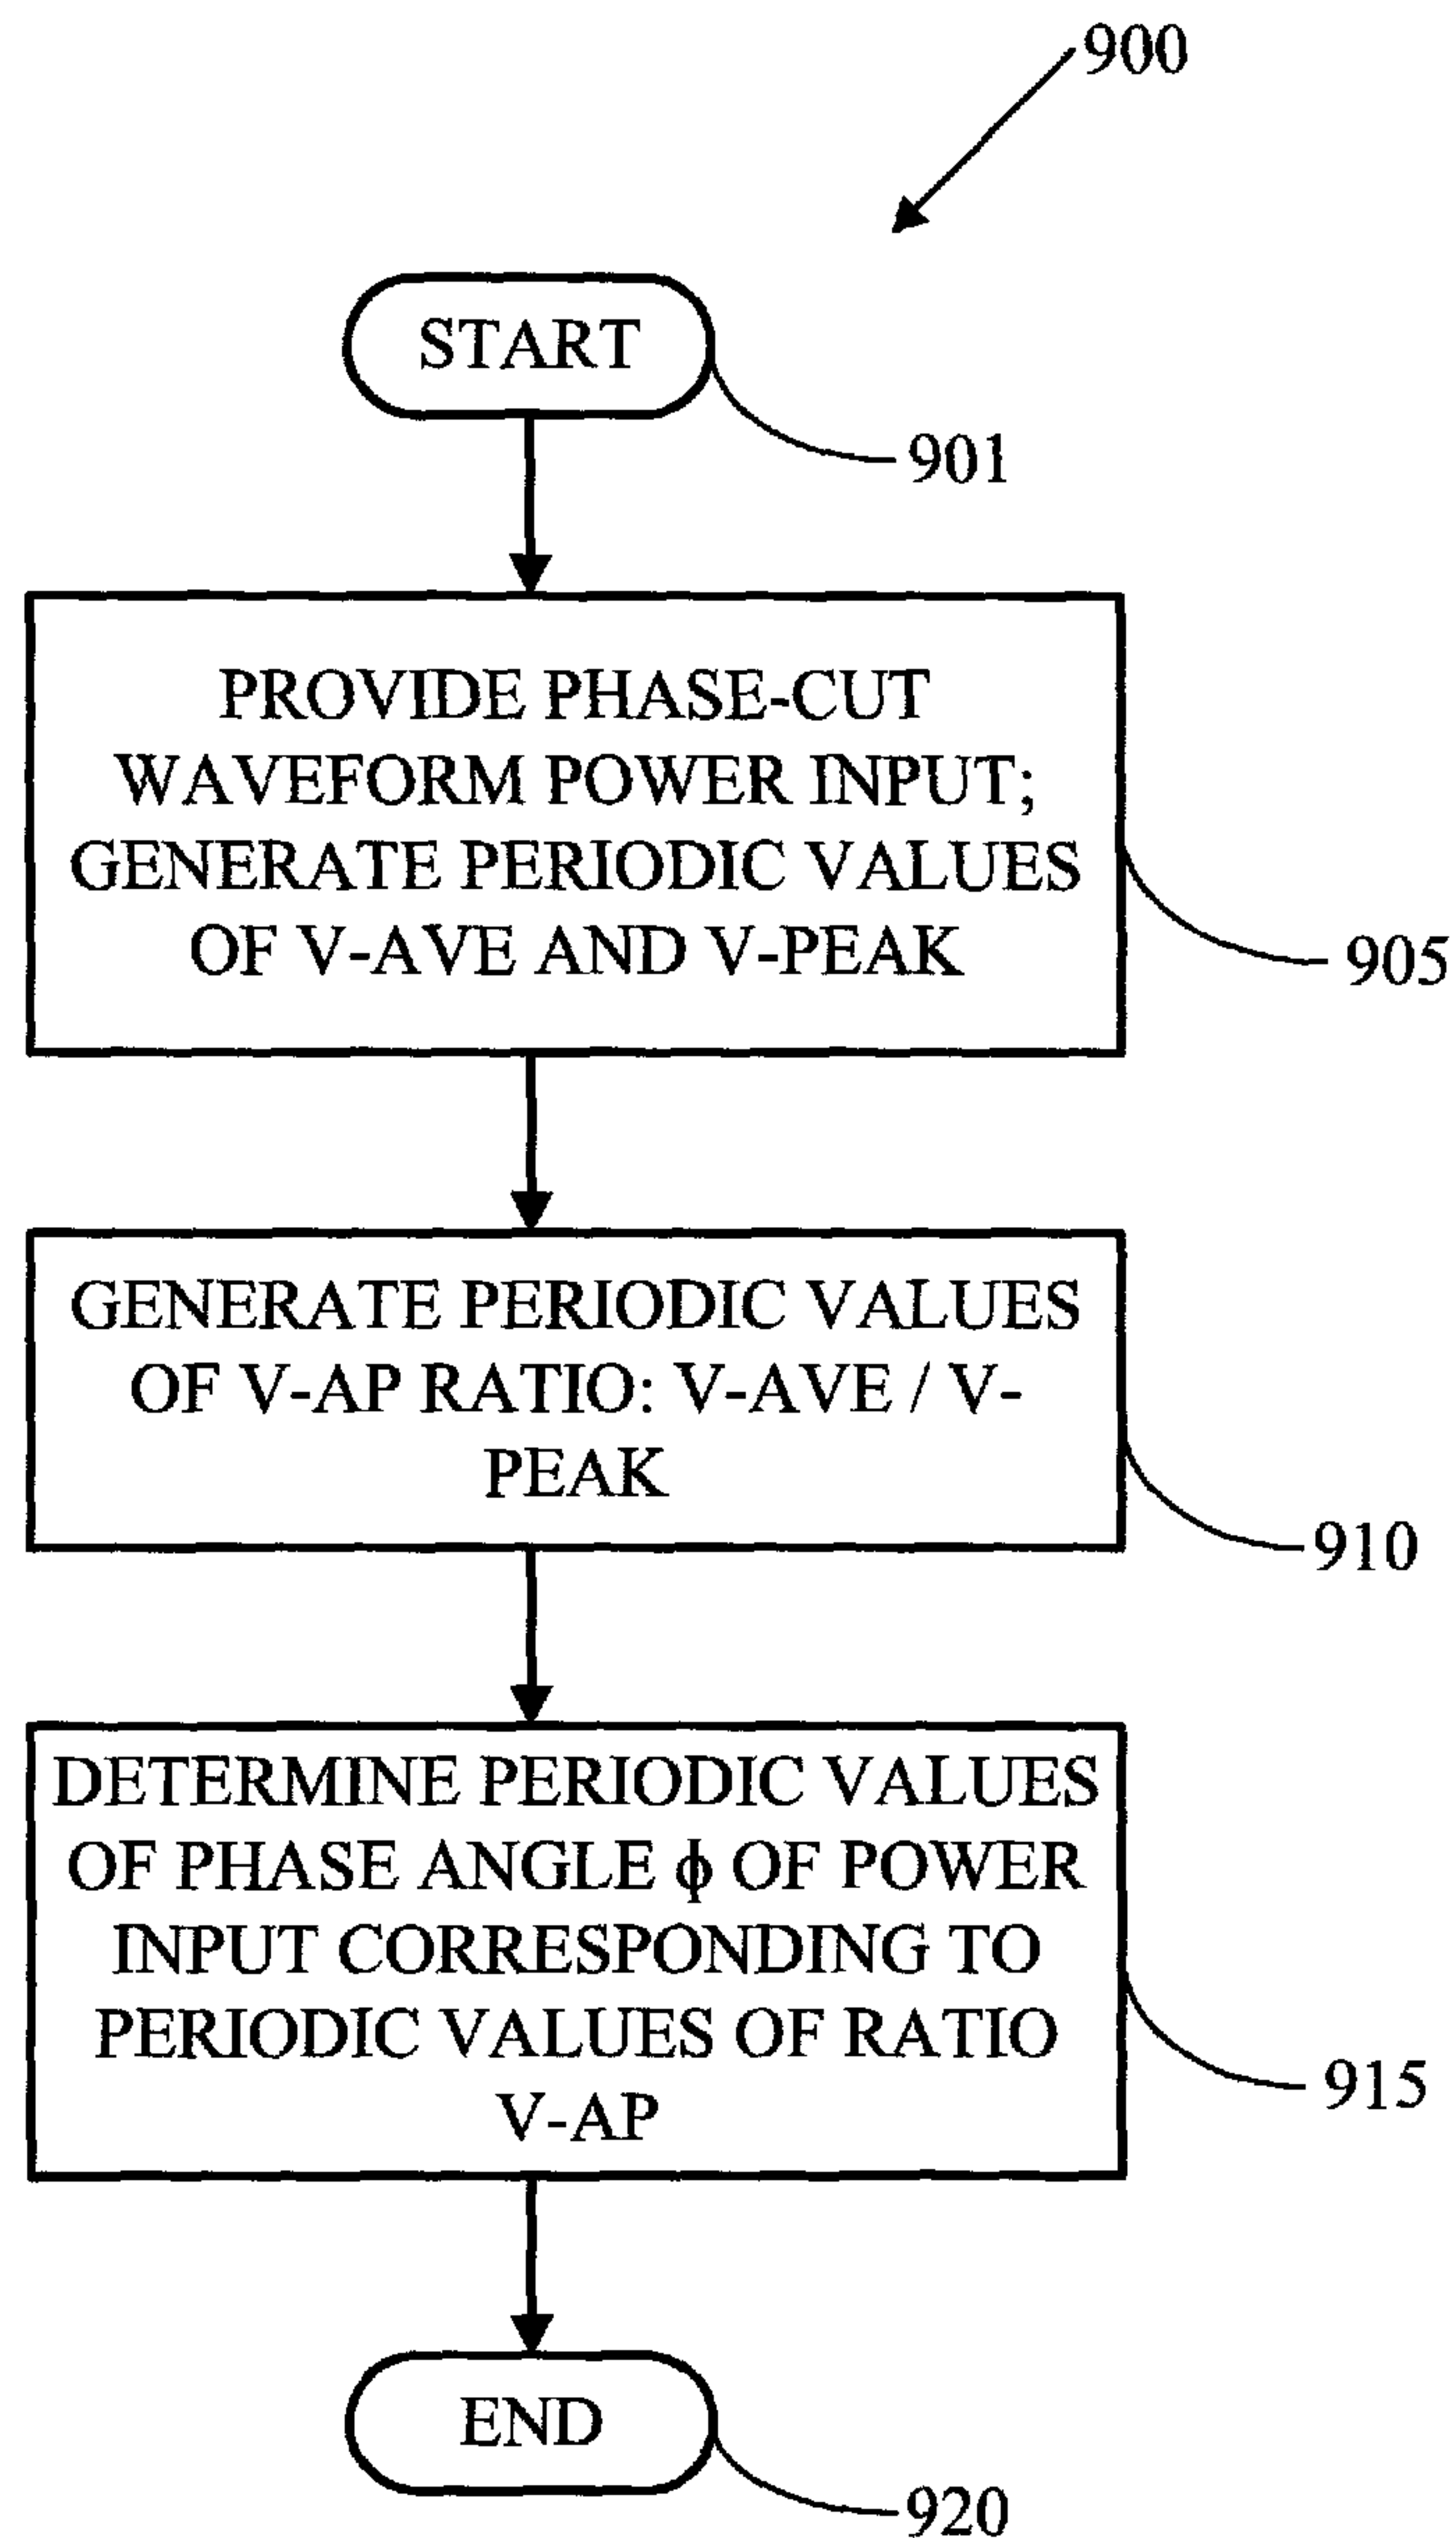 900
START
901
PROVIDE PHASE-CUT
WAVEFORM POWER INPUT;
GENERATE PERIODIC VALUES
OF V-AVE AND V-PEAK
905
GENERATE PERIODIC VALUES
OF V-AP RATIO: V-AVE / V-
PEAK
910
DETERMINE PERIODIC VALUES
OF PHASE ANGLE ϕ OF POWER
INPUT CORRESPONDING TO
PERIODIC VALUES OF RATIO
V-AP
915
END
920